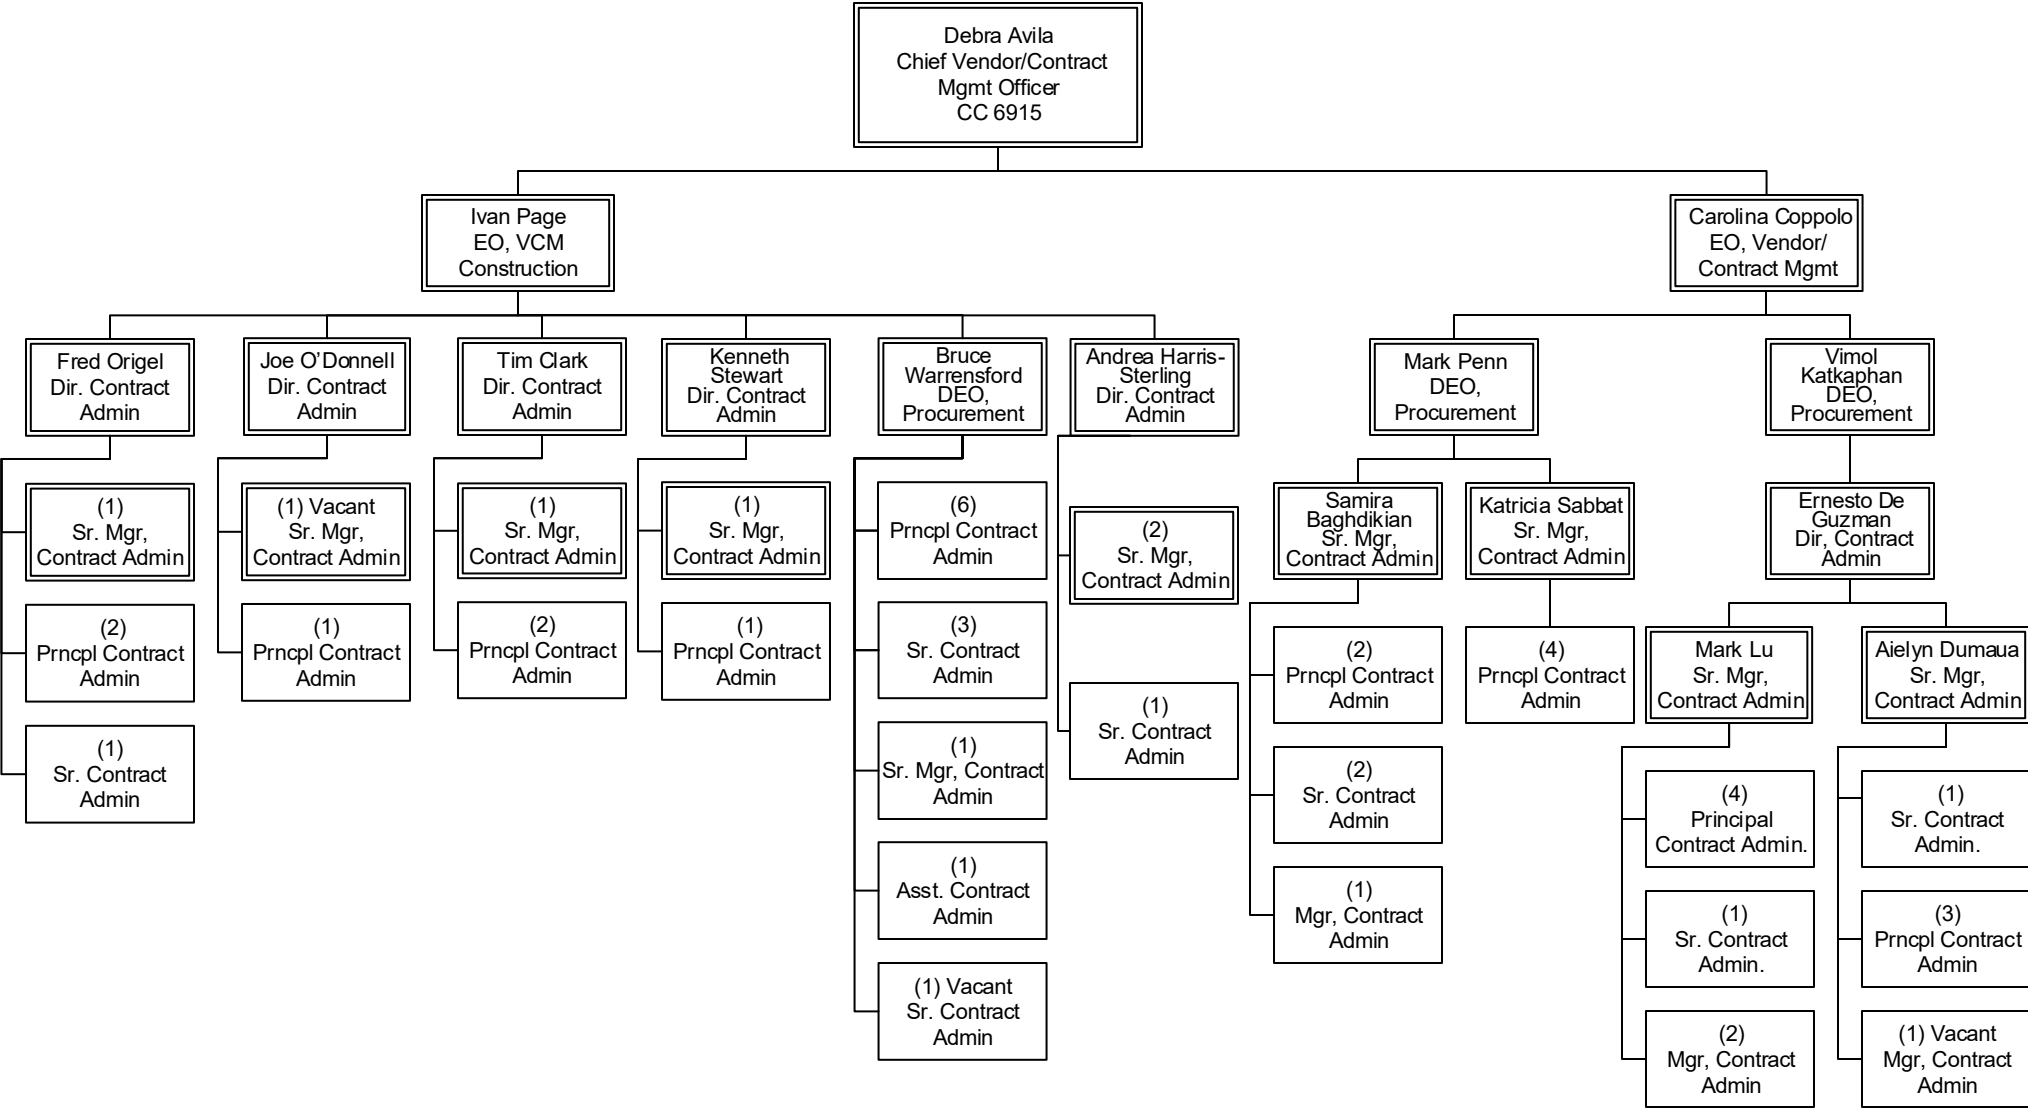 Debra Avila
Chief Vendor/Contract
Mgmt Officer
CC 6915
Ivan Page
EO, VCM
Construction
Carolina Coppolo
EO, Vendor/
Contract Mgmt
Fred Origel
Dir. Contract
Admin
Joe O’Donnell
Dir. Contract
Admin
Tim Clark
Dir. Contract
Admin
Kenneth
Stewart
Dir. Contract
Admin
Bruce
Warrensford
DEO,
Procurement
Andrea Harris-
Sterling
Dir. Contract
Admin
Mark Penn
DEO,
Procurement
Vimol
Katkaphan
DEO,
Procurement
(1)
Sr. Mgr,
Contract Admin
(1) Vacant
Sr. Mgr,
Contract Admin
(1)
Sr. Mgr,
Contract Admin
(1)
Sr. Mgr,
Contract Admin
(6)
Prncpl Contract
Admin
(2)
Sr. Mgr,
Contract Admin
Samira
Baghdikian
Sr. Mgr,
Contract Admin
Katricia Sabbat
Sr. Mgr,
Contract Admin
Ernesto De
Guzman
Dir, Contract
Admin
(2)
Prncpl Contract
Admin
(1)
Prncpl Contract
Admin
(2)
Prncpl Contract
Admin
(1)
Prncpl Contract
Admin
(3)
Sr. Contract
Admin
(1)
Sr. Contract
Admin
(2)
Prncpl Contract
Admin
(4)
Prncpl Contract
Admin
Mark Lu
Sr. Mgr,
Contract Admin
Aielyn Dumaua
Sr. Mgr,
Contract Admin
(1)
Sr. Contract
Admin
(1)
Sr. Mgr, Contract
Admin
(2)
Sr. Contract
Admin
(4)
Principal
Contract Admin.
(1)
Sr. Contract
Admin.
(1)
Asst. Contract
Admin
(1)
Mgr, Contract
Admin
(1)
Sr. Contract
Admin.
(3)
Prncpl Contract
Admin
(1) Vacant
Sr. Contract
Admin
(2)
Mgr, Contract
Admin
(1) Vacant
Mgr, Contract
Admin